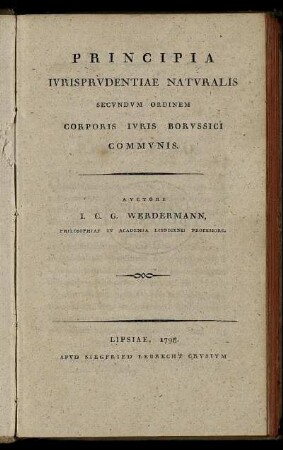 PRINCIPIA
IVRISPRVDENTIAE NATVRALIS
SECVNDVM ORDINEM
CORPORIS IVRIS BORVSSICI
COMMVNIS.
AVCTORE
I. C. G. WERDERMANN,
PHILOSOPHIAE IN ACADEMIA LIGNICENSI PROFESSORE.
LIPSIAE, 1798.
APVD SIEGFRIED LEBRECHT CRVSIVM